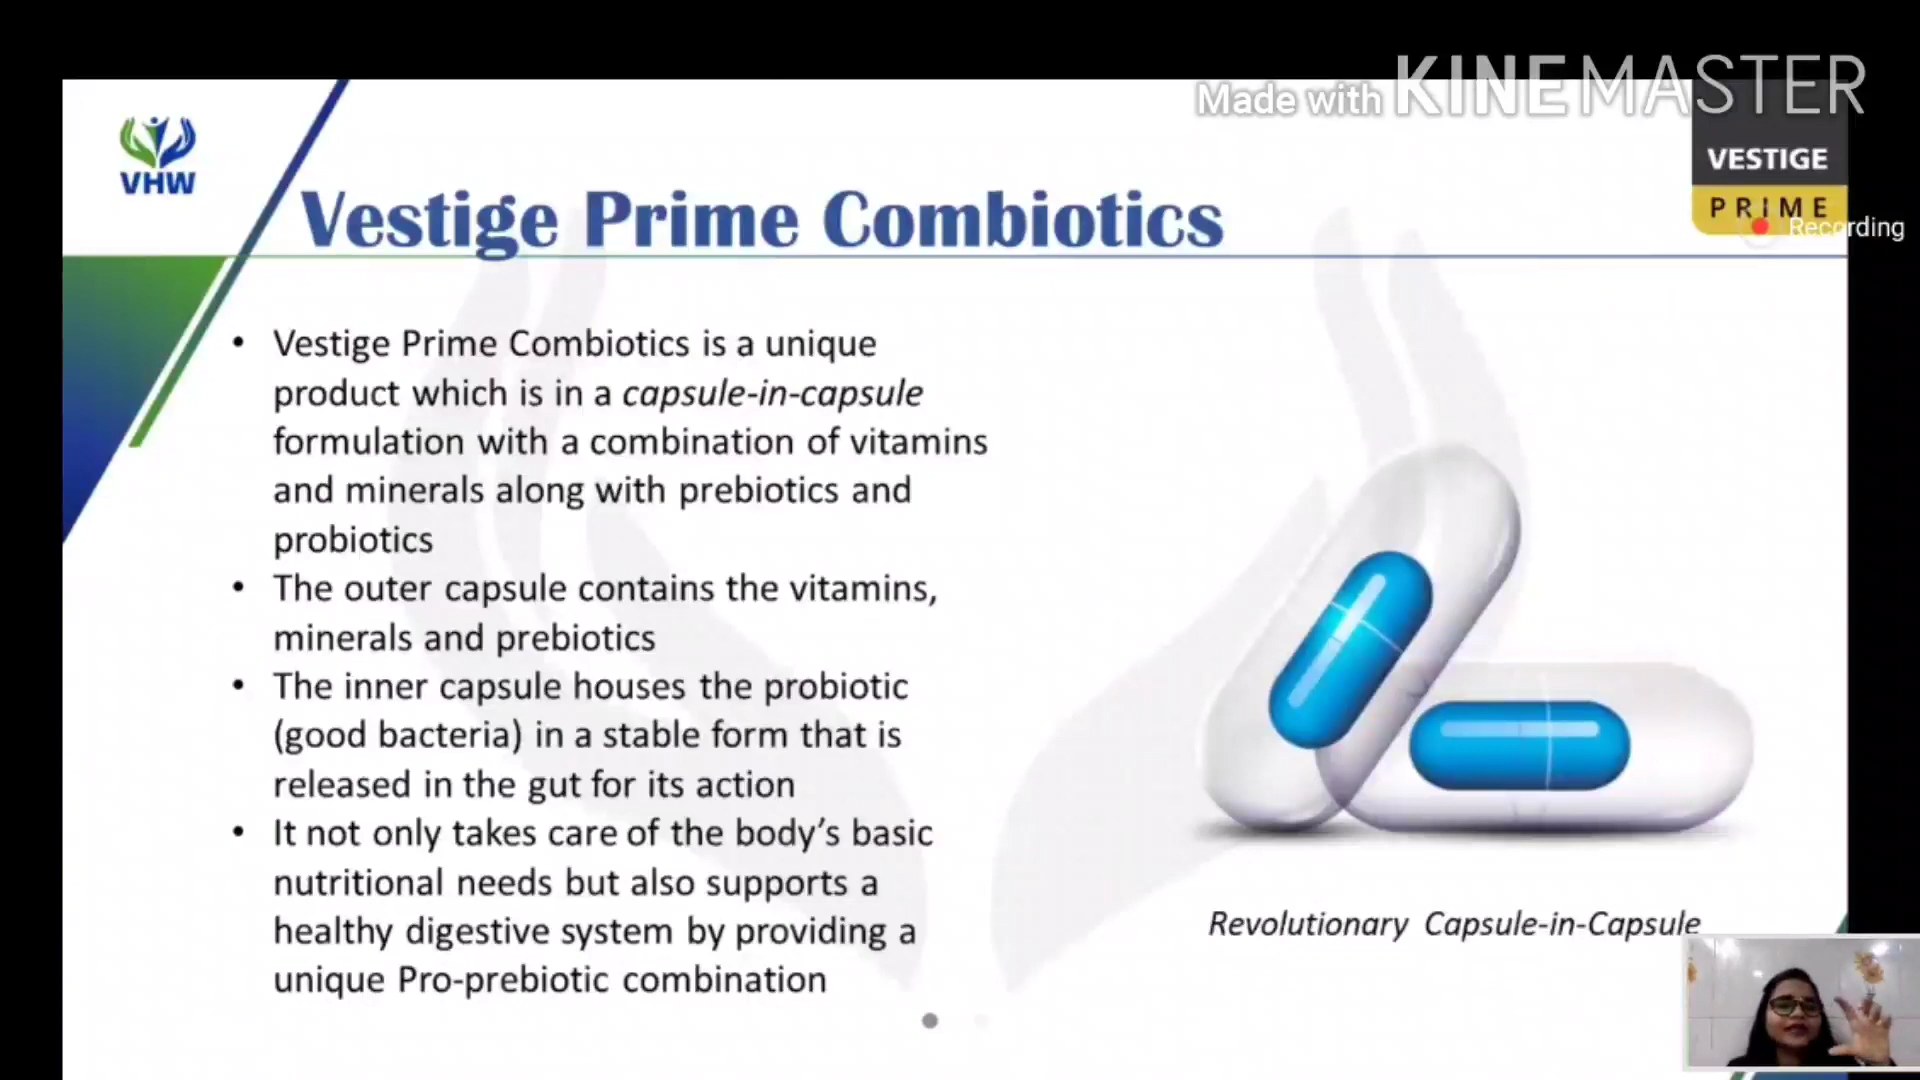 Made with KINEMASTER
VHW
VESTIGE
PRIME
Recording
Vestige Prime Combiotics
• Vestige Prime Combiotics is a unique
product which is in a capsule-in-capsule
formulation with a combination of vitamins
and minerals along with prebiotics and
probiotics
• The outer capsule contains the vitamins,
minerals and prebiotics
• The inner capsule houses the probiotic
(good bacteria) in a stable form that is
released in the gut for its action
• It not only takes care of the body’s basic
nutritional needs but also supports a
healthy digestive system by providing a
unique Pro-prebiotic combination
Revolutionary Capsule-in-Capsule